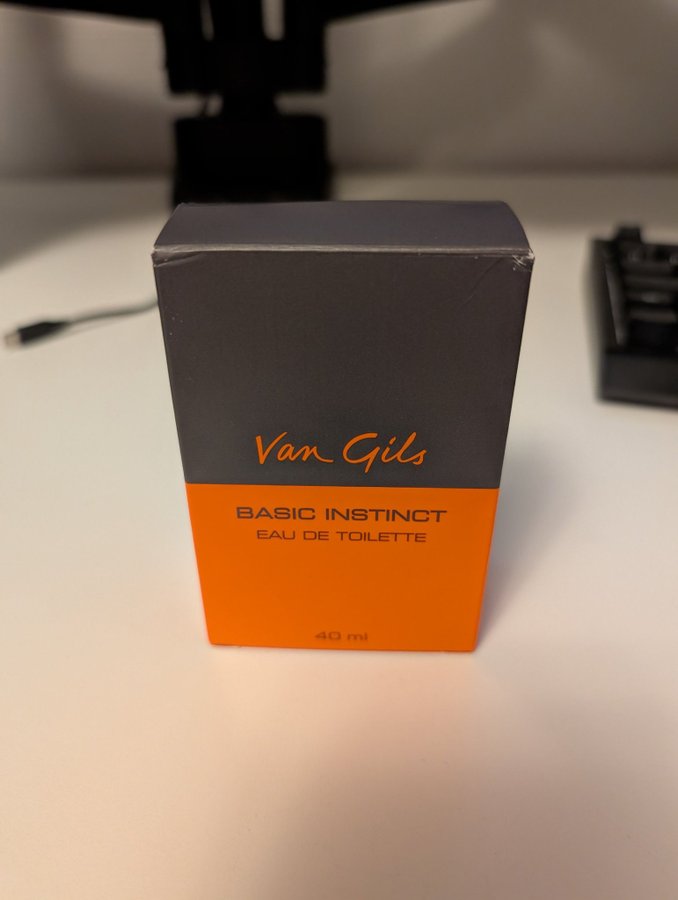 Van Gils
BASIC INSTINCT
EAU DE TOILETTE
40 ml